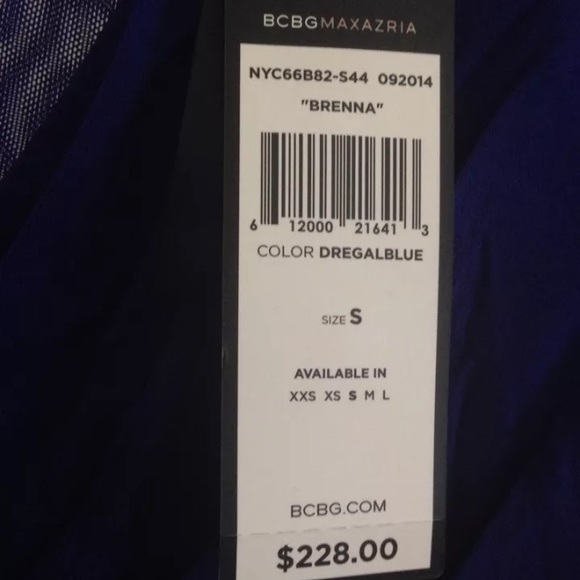 BCBGMAXAZRIA
NYC66B82-S44 092014
"BRENNA"
6 12000 21641 3
COLOR DREGALBLUE
SIZE S
AVAILABLE IN
XXS XS S M L
BCBG.COM
$228.00